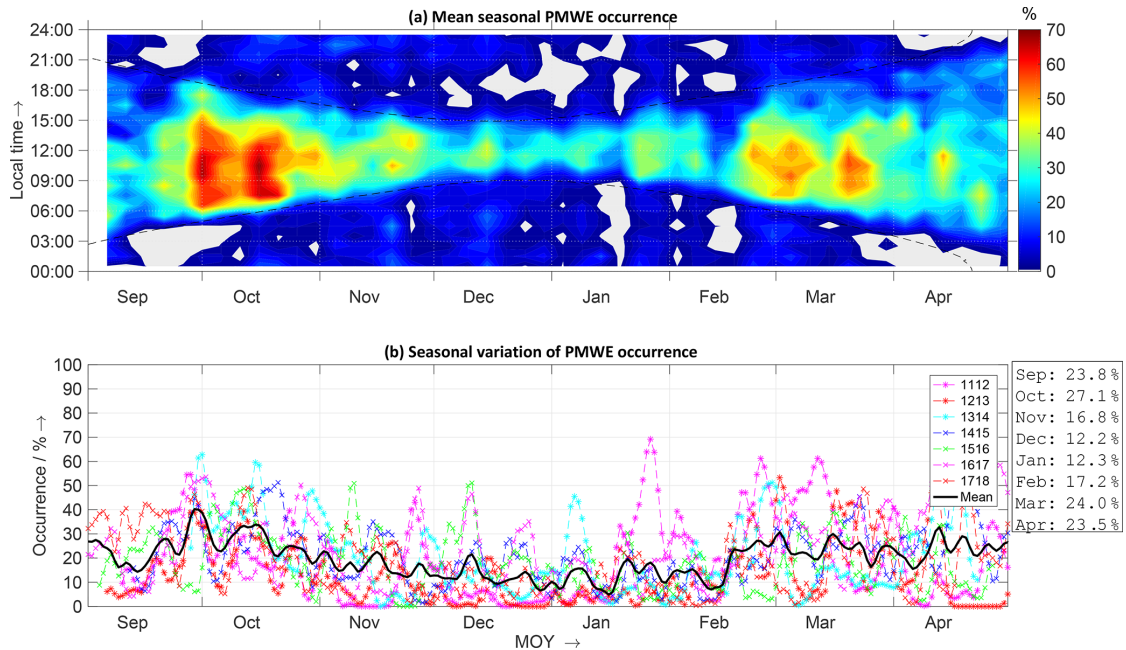 (a) Mean seasonal PMWE occurrence
%
24:00
21:00
18:00
15:00
12:00
09:00
06:00
03:00
00:00
Local time →
70
60
50
40
30
20
10
0
Sep Oct Nov Dec Jan Feb Mar Apr
(b) Seasonal variation of PMWE occurrence
100
90
80
70
60
50
40
30
20
10
0
Occurrence / % →
1112
1213
1314
1415
1516
1617
1718
Mean
Sep: 23.8%
Oct: 27.1%
Nov: 16.8%
Dec: 12.2%
Jan: 12.3%
Feb: 17.2%
Mar: 24.0%
Apr: 23.5%
Sep Oct Nov Dec Jan Feb Mar Apr
MOY →